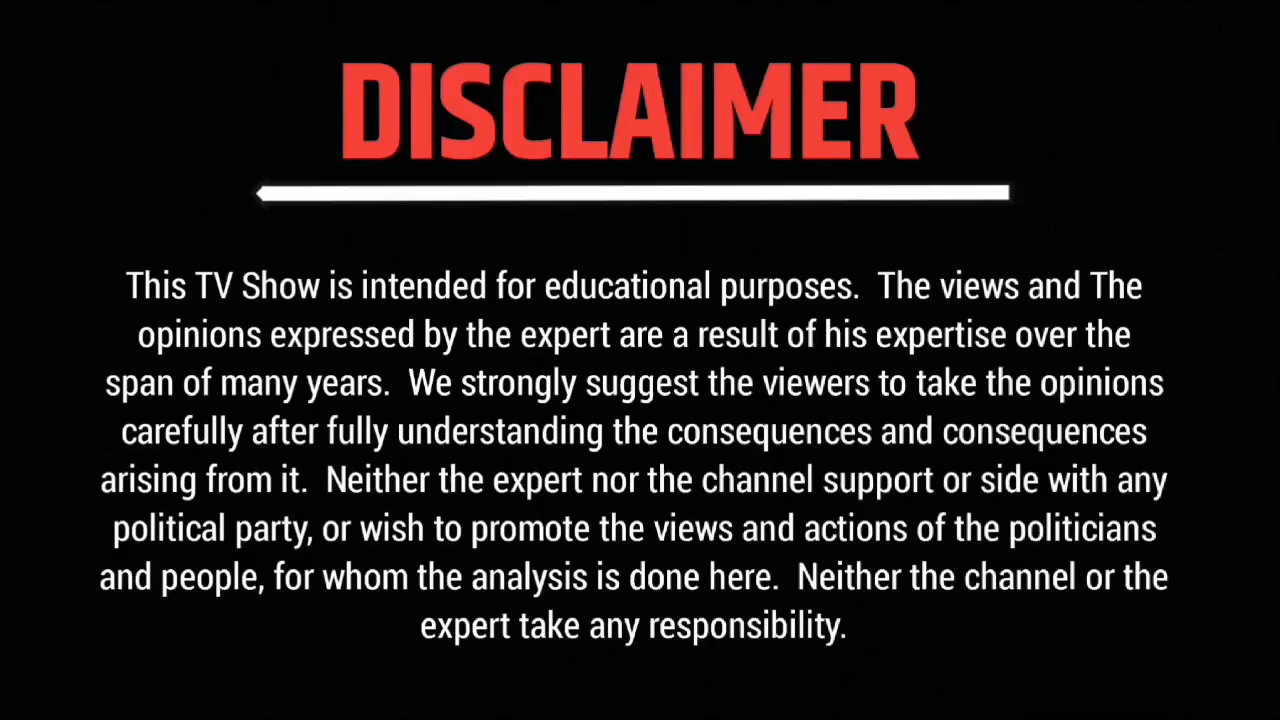 DISCLAIMER
This TV Show is intended for educational purposes.  The views and The
opinions expressed by the expert are a result of his expertise over the
span of many years.  We strongly suggest the viewers to take the opinions
carefully after fully understanding the consequences and consequences
arising from it.  Neither the expert nor the channel support or side with any
political party, or wish to promote the views and actions of the politicians
and people, for whom the analysis is done here.  Neither the channel or the
expert take any responsibility.